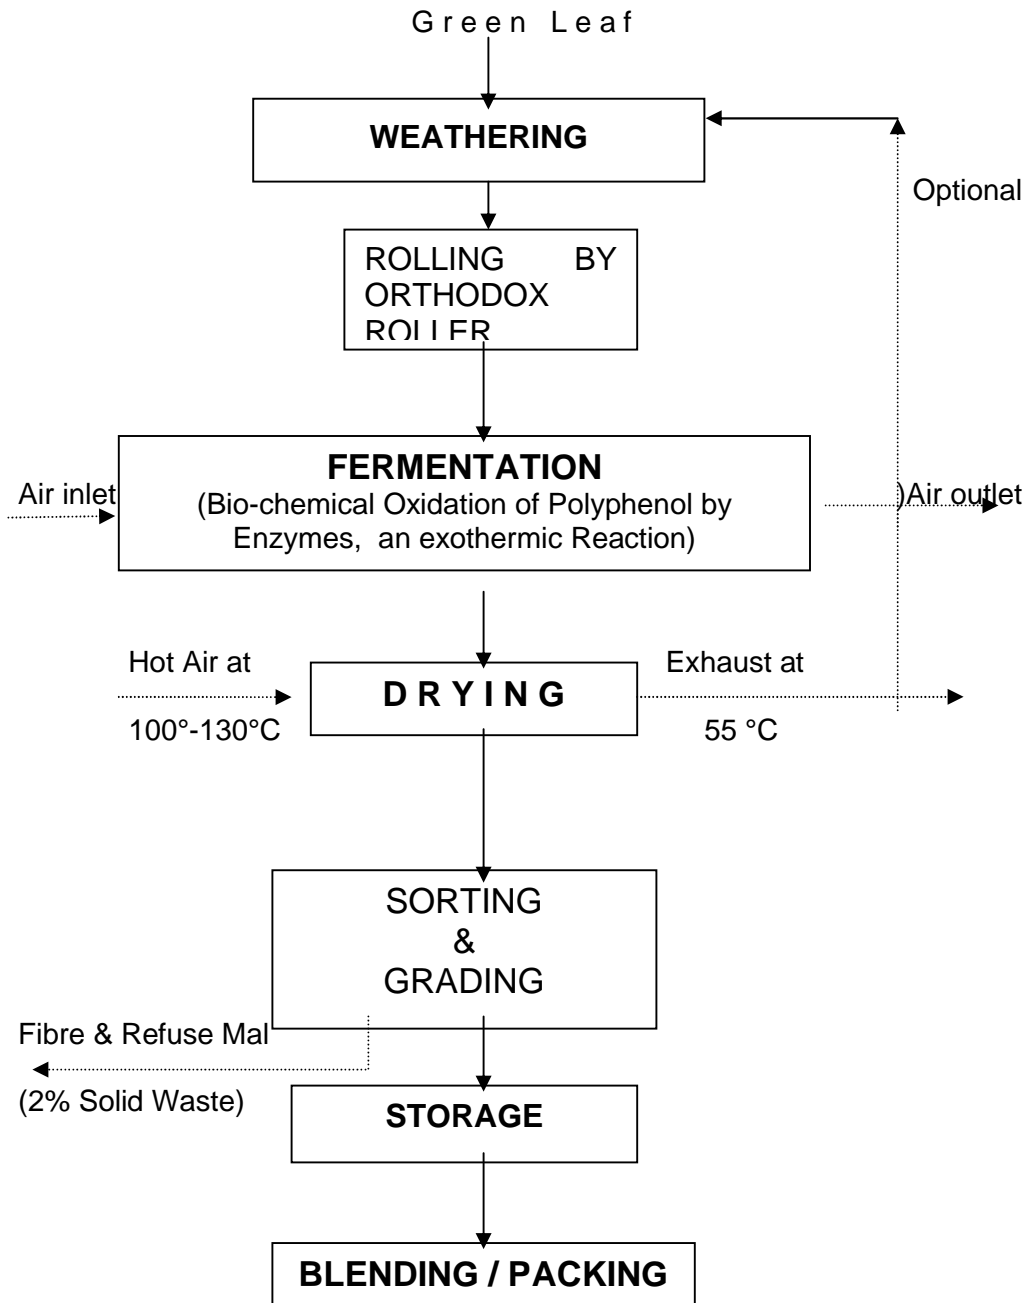 Green Leaf
WEATHERING
Optional
ROLLING BY
ORTHODOX
ROLLER
FERMENTATION
(Bio-chemical Oxidation of Polyphenol by
Enzymes, an exothermic Reaction)
Air inlet
)Air outlet
Hot Air at
100°-130°C
D R Y I N G
Exhaust at
55 °C
SORTING
&
GRADING
Fibre & Refuse Mal
(2% Solid Waste)
STORAGE
BLENDING / PACKING